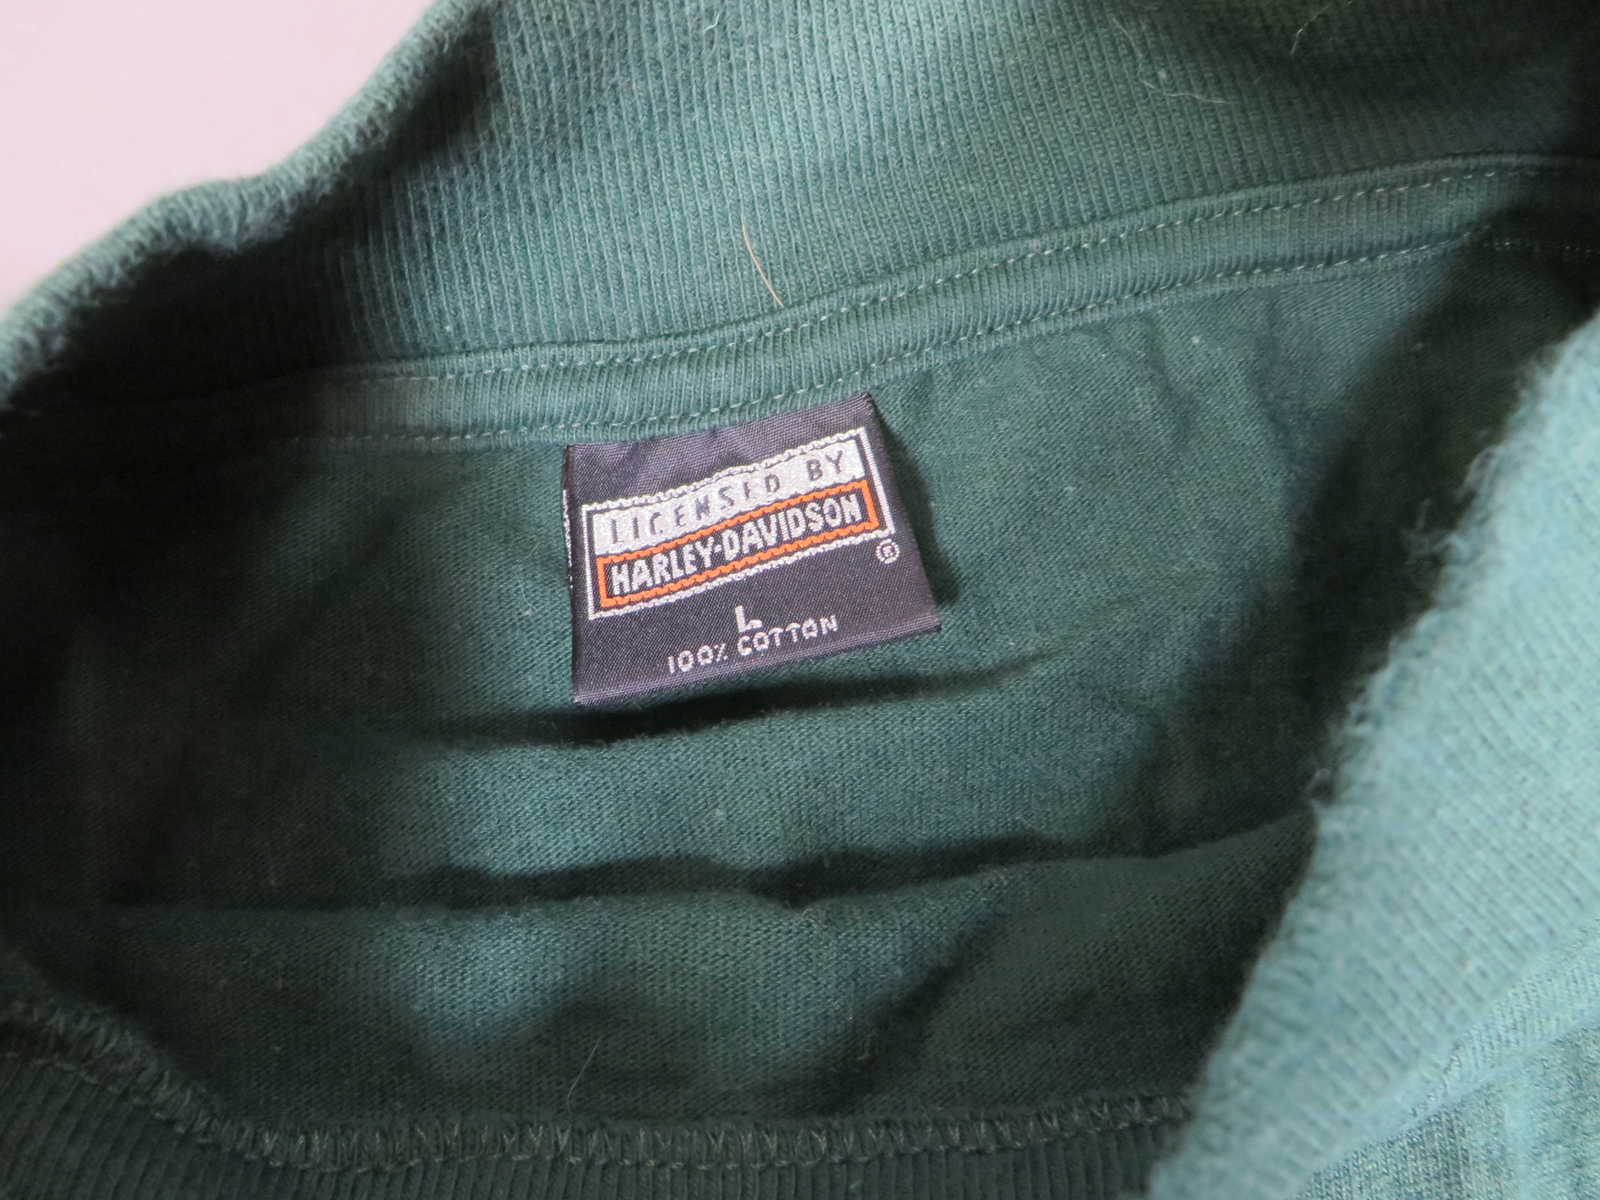 LICENSED BY
HARLEY-DAVIDSON
®
L
100% COTTON